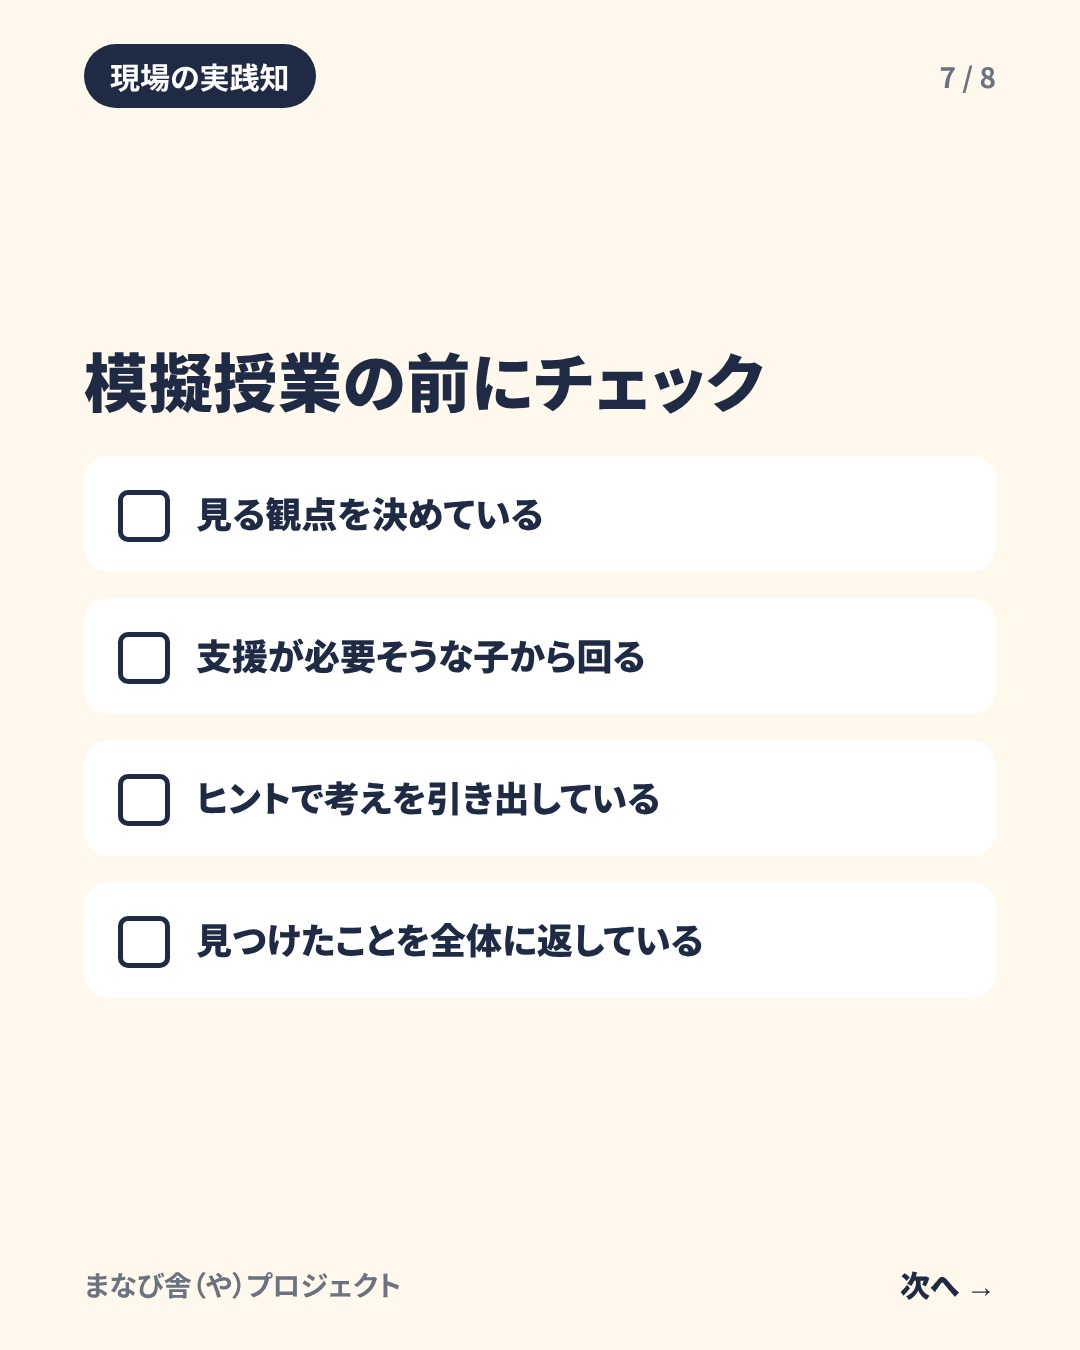 現場の実践知
7 / 8
模擬授業の前にチェック
見る観点を決めている
支援が必要そうな子から回る
ヒントで考えを引き出している
見つけたことを全体に返している
まなび舎（や）プロジェクト
次へ →